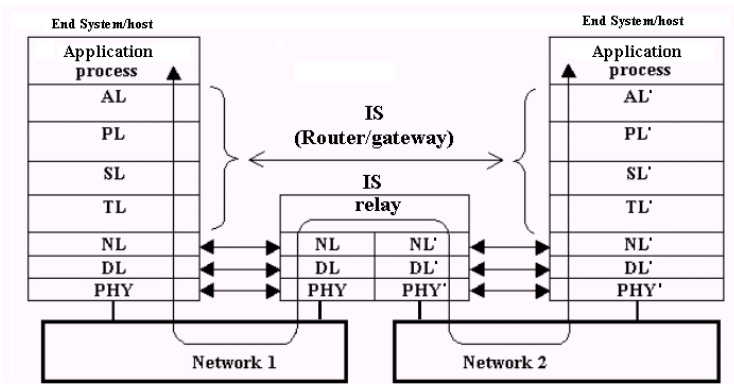 End System/host
End System/host
Application
process
Application
process
AL
AL'
IS
(Router/gateway)
PL
PL'
SL
SL'
IS
relay
TL
TL'
NL
NL
NL'
NL'
DL
DL
DL'
DL'
PHY
PHY
PHY'
PHY'
Network 1
Network 2